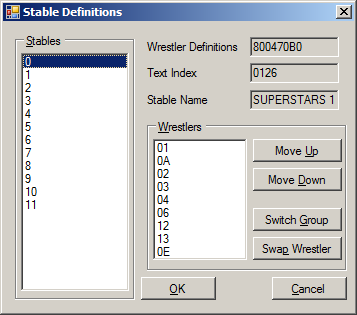 Stable Definitions
Stables
0
1
2
3
4
5
6
7
8
9
10
11
Wrestler Definitions 800470B0
Text Index 0126
Stable Name SUPERSTARS 1
Wrestlers
01
0A
02
03
04
06
12
13
0E
Move Up
Move Down
Switch Group
Swap Wrestler
OK
Cancel